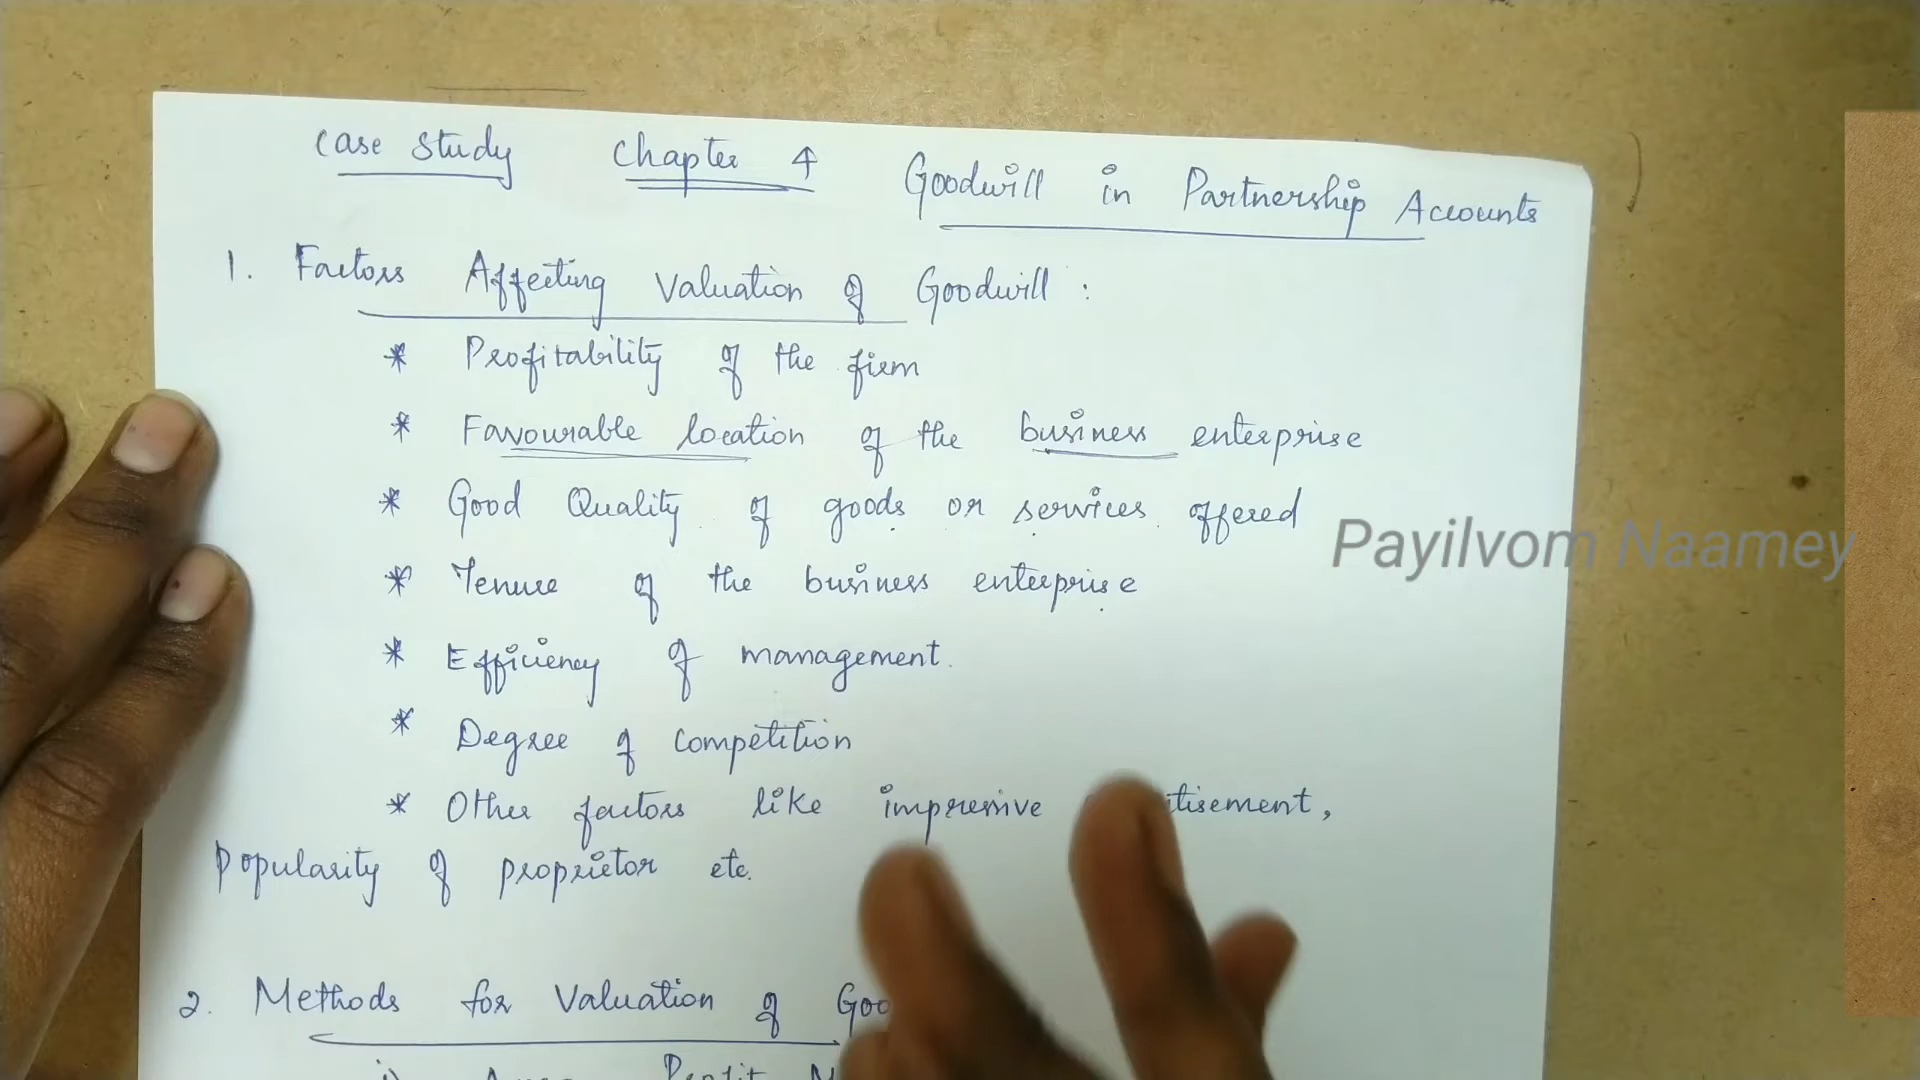 Case Study Chapter 4 Goodwill in Partnership Accounts
1. Factors Affecting Valuation of Goodwill :
* Profitability of the firm
* Favourable location of the business enterprise
* Good Quality of goods or services offered
Payilvom Naamey
* Tenure of the business enterprise
* Efficiency of management.
* Degree of competition
* Other factors like impressive tisement,
Popularity of proprietor etc.
2. Methods for Valuation of Goo
i) Profit